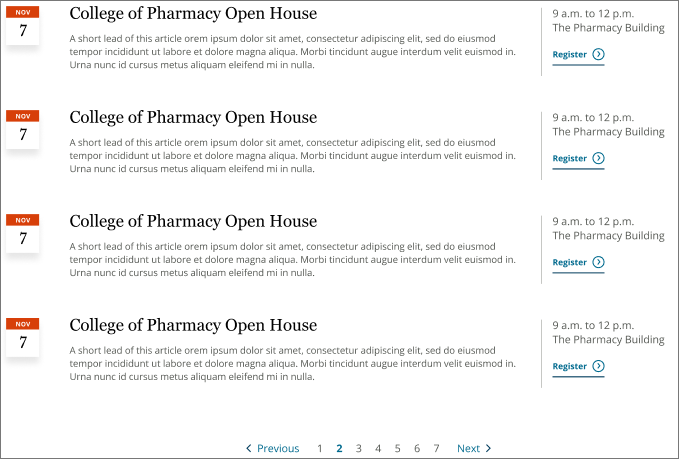 NOV
7
College of Pharmacy Open House
A short lead of this article orem ipsum dolor sit amet, consectetur adipiscing elit, sed do eiusmod
tempor incididunt ut labore et dolore magna aliqua. Morbi tincidunt augue interdum velit euismod in.
Urna nunc id cursus metus aliquam eleifend mi in nulla.
9 a.m. to 12 p.m.
The Pharmacy Building
Register
NOV
7
College of Pharmacy Open House
A short lead of this article orem ipsum dolor sit amet, consectetur adipiscing elit, sed do eiusmod
tempor incididunt ut labore et dolore magna aliqua. Morbi tincidunt augue interdum velit euismod in.
Urna nunc id cursus metus aliquam eleifend mi in nulla.
9 a.m. to 12 p.m.
The Pharmacy Building
Register
NOV
7
College of Pharmacy Open House
A short lead of this article orem ipsum dolor sit amet, consectetur adipiscing elit, sed do eiusmod
tempor incididunt ut labore et dolore magna aliqua. Morbi tincidunt augue interdum velit euismod in.
Urna nunc id cursus metus aliquam eleifend mi in nulla.
9 a.m. to 12 p.m.
The Pharmacy Building
Register
NOV
7
College of Pharmacy Open House
A short lead of this article orem ipsum dolor sit amet, consectetur adipiscing elit, sed do eiusmod
tempor incididunt ut labore et dolore magna aliqua. Morbi tincidunt augue interdum velit euismod in.
Urna nunc id cursus metus aliquam eleifend mi in nulla.
9 a.m. to 12 p.m.
The Pharmacy Building
Register
Previous 1 2 3 4 5 6 7 Next